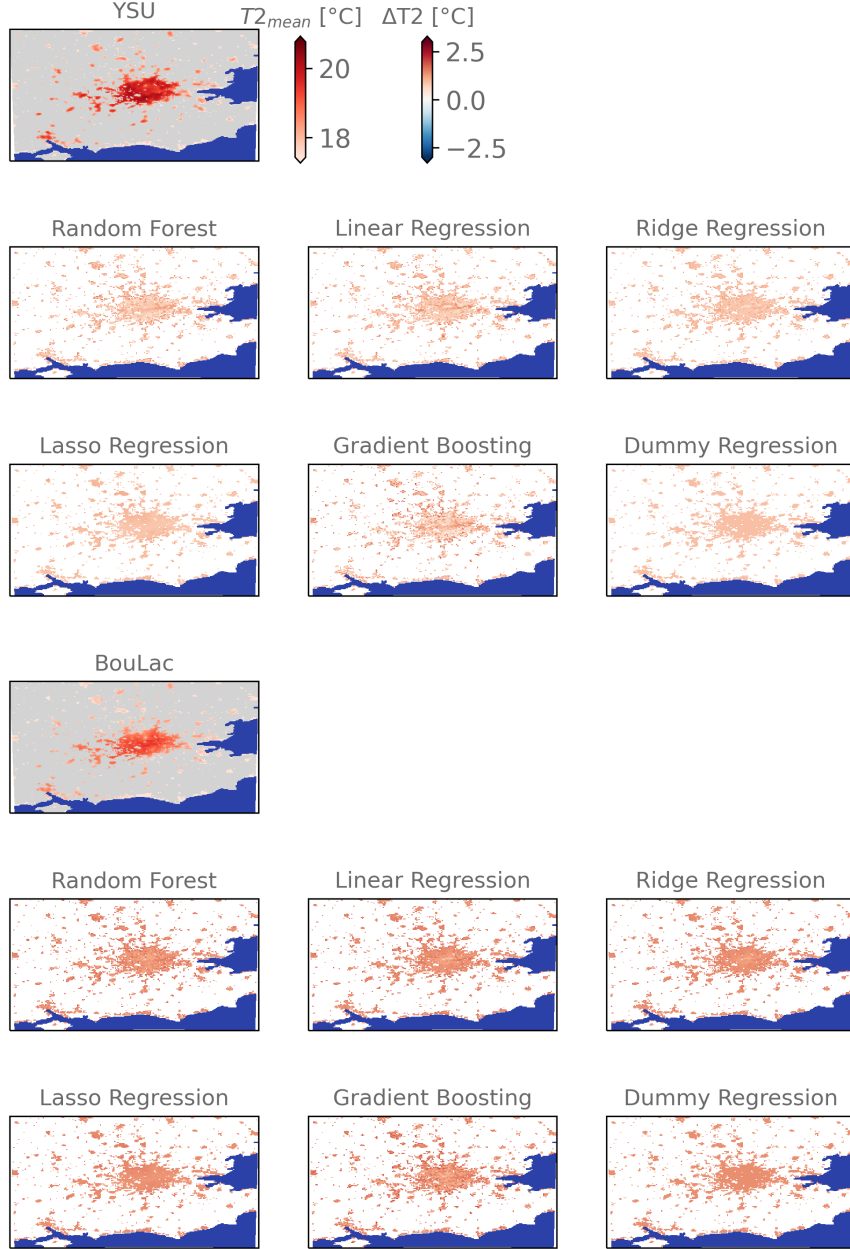 YSU
T2mean [°C]
ΔT2 [°C]
20
18
2.5
0.0
−2.5
Random Forest
Linear Regression
Ridge Regression
Lasso Regression
Gradient Boosting
Dummy Regression
BouLac
Random Forest
Linear Regression
Ridge Regression
Lasso Regression
Gradient Boosting
Dummy Regression